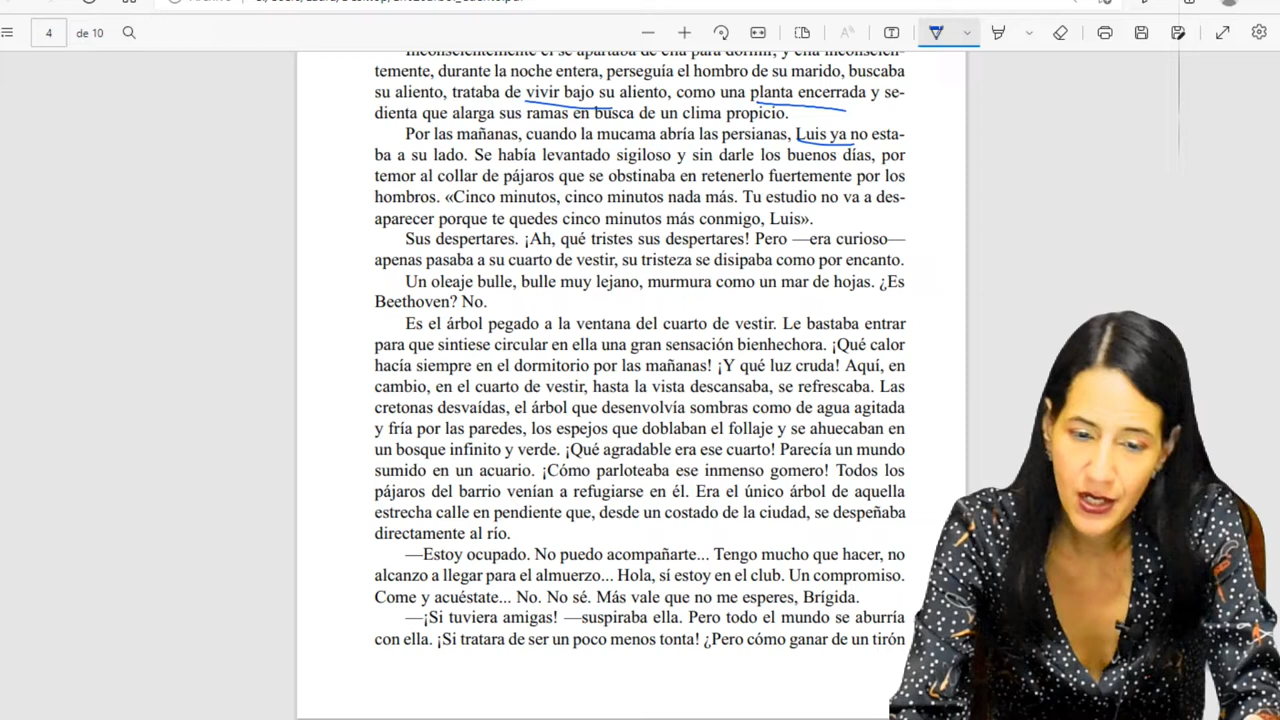 4 de 10
Inconscientemente él se apartaba de ella para dormir, y ella inconscien-
temente, durante la noche entera, perseguía el hombro de su marido, buscaba
su aliento, trataba de vivir bajo su aliento, como una planta encerrada y se-
dienta que alarga sus ramas en busca de un clima propicio.
Por las mañanas, cuando la mucama abría las persianas, Luis ya no esta-
ba a su lado. Se había levantado sigiloso y sin darle los buenos días, por
temor al collar de pájaros que se obstinaba en retenerlo fuertemente por los
hombros. «Cinco minutos, cinco minutos nada más. Tu estudio no va a des-
aparecer porque te quedes cinco minutos más conmigo, Luis».
Sus despertares. ¡Ah, qué tristes sus despertares! Pero —era curioso—
apenas pasaba a su cuarto de vestir, su tristeza se disipaba como por encanto.
Un oleaje bulle, bulle muy lejano, murmura como un mar de hojas. ¿Es
Beethoven? No.
Es el árbol pegado a la ventana del cuarto de vestir. Le bastaba entrar
para que sintiese circular en ella una gran sensación bienhechora. ¡Qué calor
hacía siempre en el dormitorio por las mañanas! ¡Y qué luz cruda! Aquí, en
cambio, en el cuarto de vestir, hasta la vista descansaba, se refrescaba. Las
cretonas desvaídas, el árbol que desenvolvía sombras como de agua agitada
y fría por las paredes, los espejos que doblaban el follaje y se ahuecaban en
un bosque infinito y verde. ¡Qué agradable era ese cuarto! Parecía un mundo
sumido en un acuario. ¡Cómo parloteaba ese inmenso gomero! Todos los
pájaros del barrio venían a refugiarse en él. Era el único árbol de aquella
estrecha calle en pendiente que, desde un costado de la ciudad, se despeñaba
directamente al río.
—Estoy ocupado. No puedo acompañarte... Tengo mucho que hacer, no
alcanzo a llegar para el almuerzo... Hola, sí estoy en el club. Un compromiso.
Come y acuéstate... No. No sé. Más vale que no me esperes, Brígida.
—¡Si tuviera amigas! —suspiraba ella. Pero todo el mundo se aburría
con ella. ¡Si tratara de ser un poco menos tonta! ¿Pero cómo ganar de un tirón